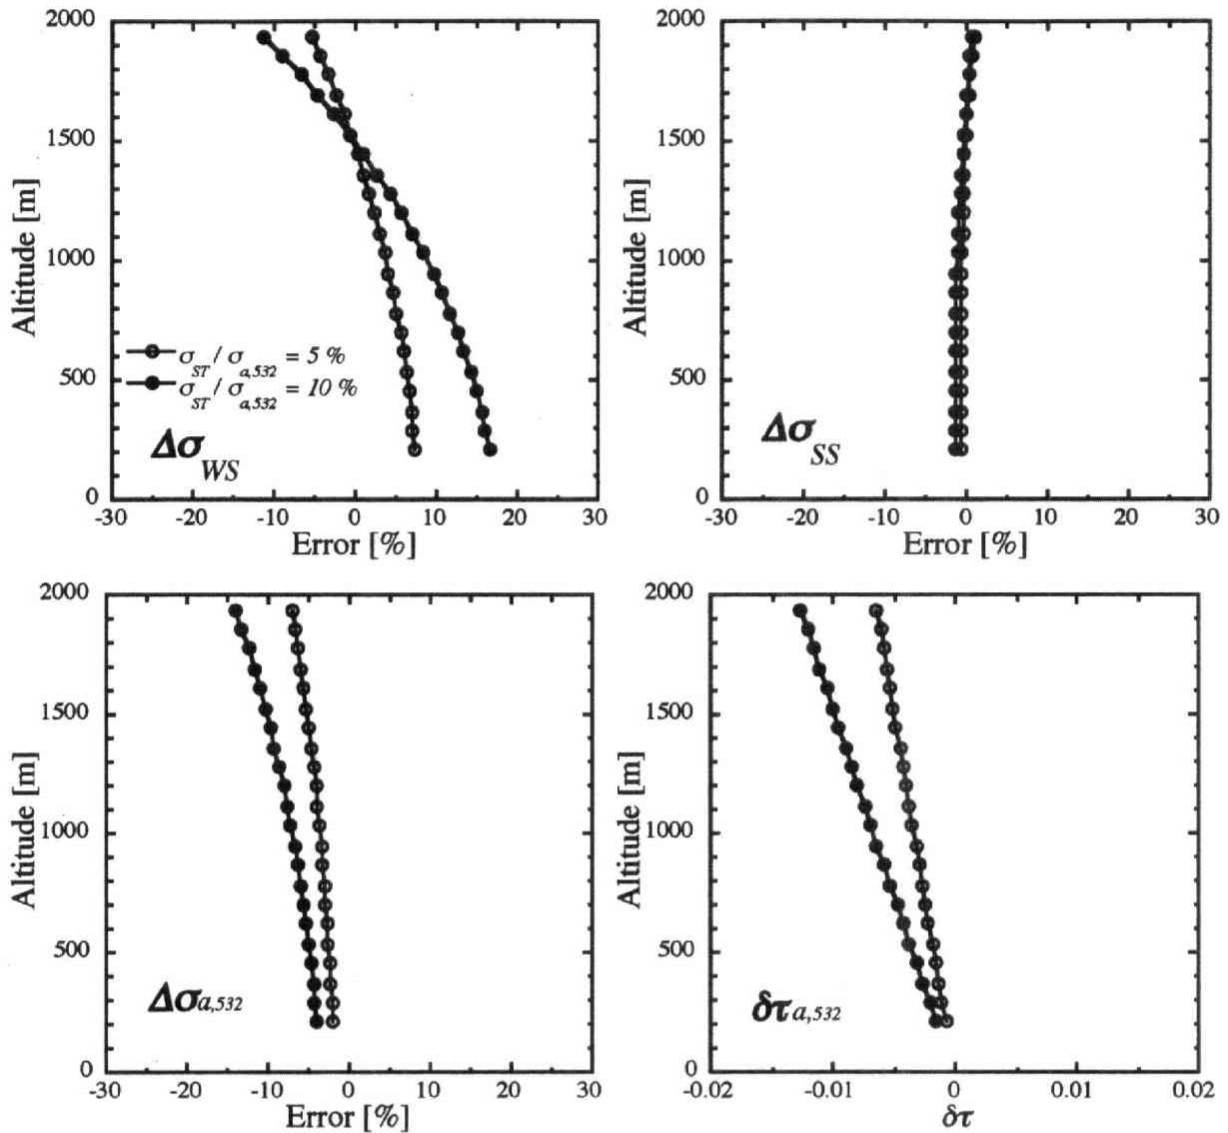 2000
1500
1000
500
0
Altitude [m]
σST / σa,532 = 5 %
σST / σa,532 = 10 %
ΔσWS
-30 -20 -10 0 10 20 30
Error [%]
2000
1500
1000
500
0
Altitude [m]
ΔσSS
-30 -20 -10 0 10 20 30
Error [%]
2000
1500
1000
500
0
Altitude [m]
Δσa,532
-30 -20 -10 0 10 20 30
Error [%]
2000
1500
1000
500
0
Altitude [m]
δτa,532
-0.02 -0.01 0 0.01 0.02
δτ